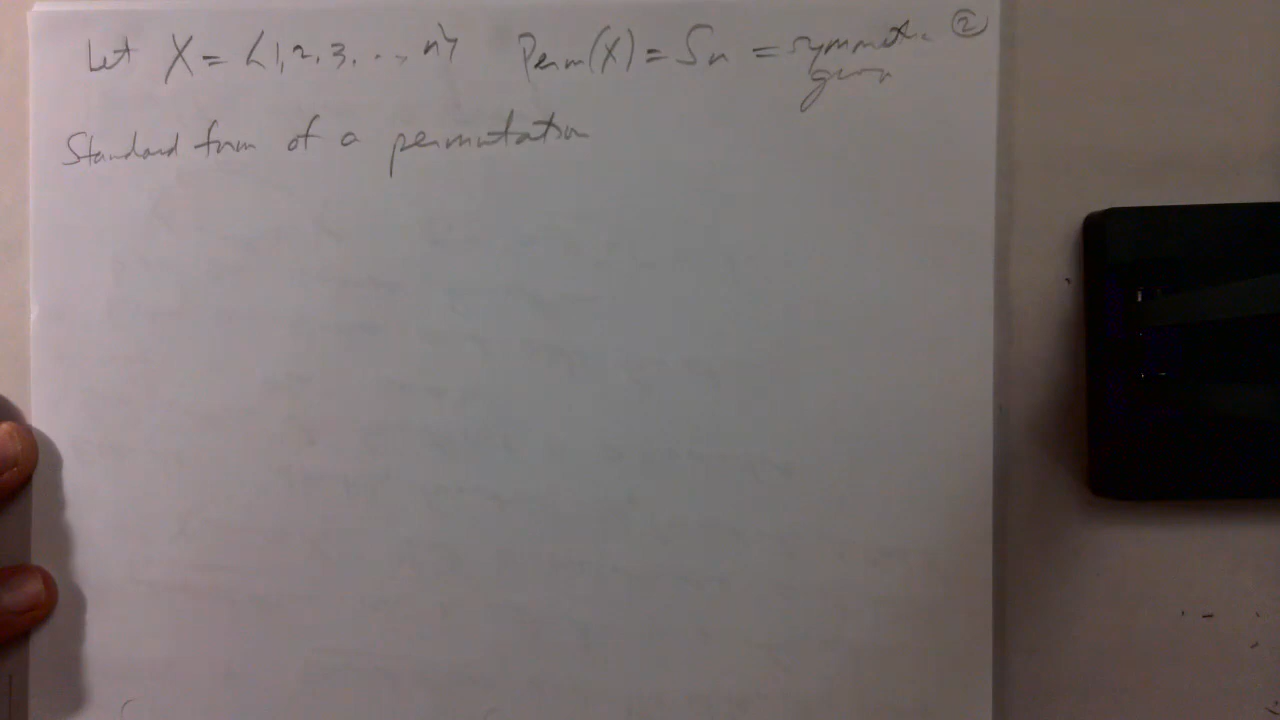 Let X = {1, 2, 3, ..., n} Perm(X) = Sn = symmetric ②
group
Standard form of a permutation